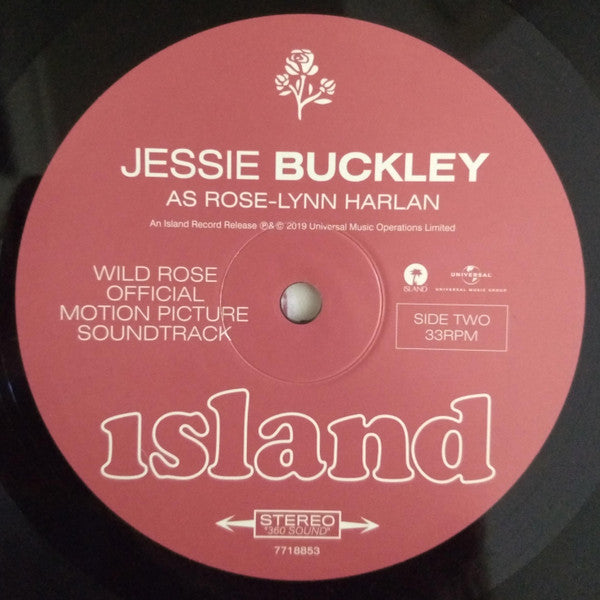 JESSIE BUCKLEY
AS ROSE-LYNN HARLAN
An Island Record Release ℗& © 2019 Universal Music Operations Limited
WILD ROSE
OFFICIAL
MOTION PICTURE
SOUNDTRACK
ISLAND
UNIVERSAL
UNIVERSAL MUSIC GROUP
SIDE TWO
33RPM
island
STEREO
"360 SOUND"
7718853